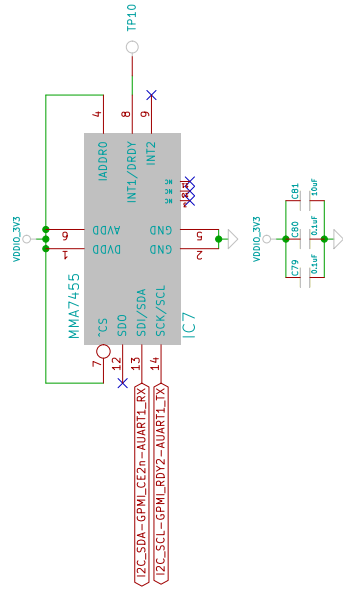 TP10
4
8
9
IADDR0
INT1/DRDY
INT2
NC
NC
NC
VDDIO_3V3
6
1
AVDD
DVDD
GND
GND
5
2
MMA7455
IC7
^CS
SDO
SDI/SDA
SCK/SCL
7
12
13
14
I2C_SDA-GPMI_CE2n-AUART1_RX
I2C_SCL-GPMI_RDY2-AUART1_TX
VDDIO_3V3
C81
10uF
C80
0.1uF
C79
0.1uF